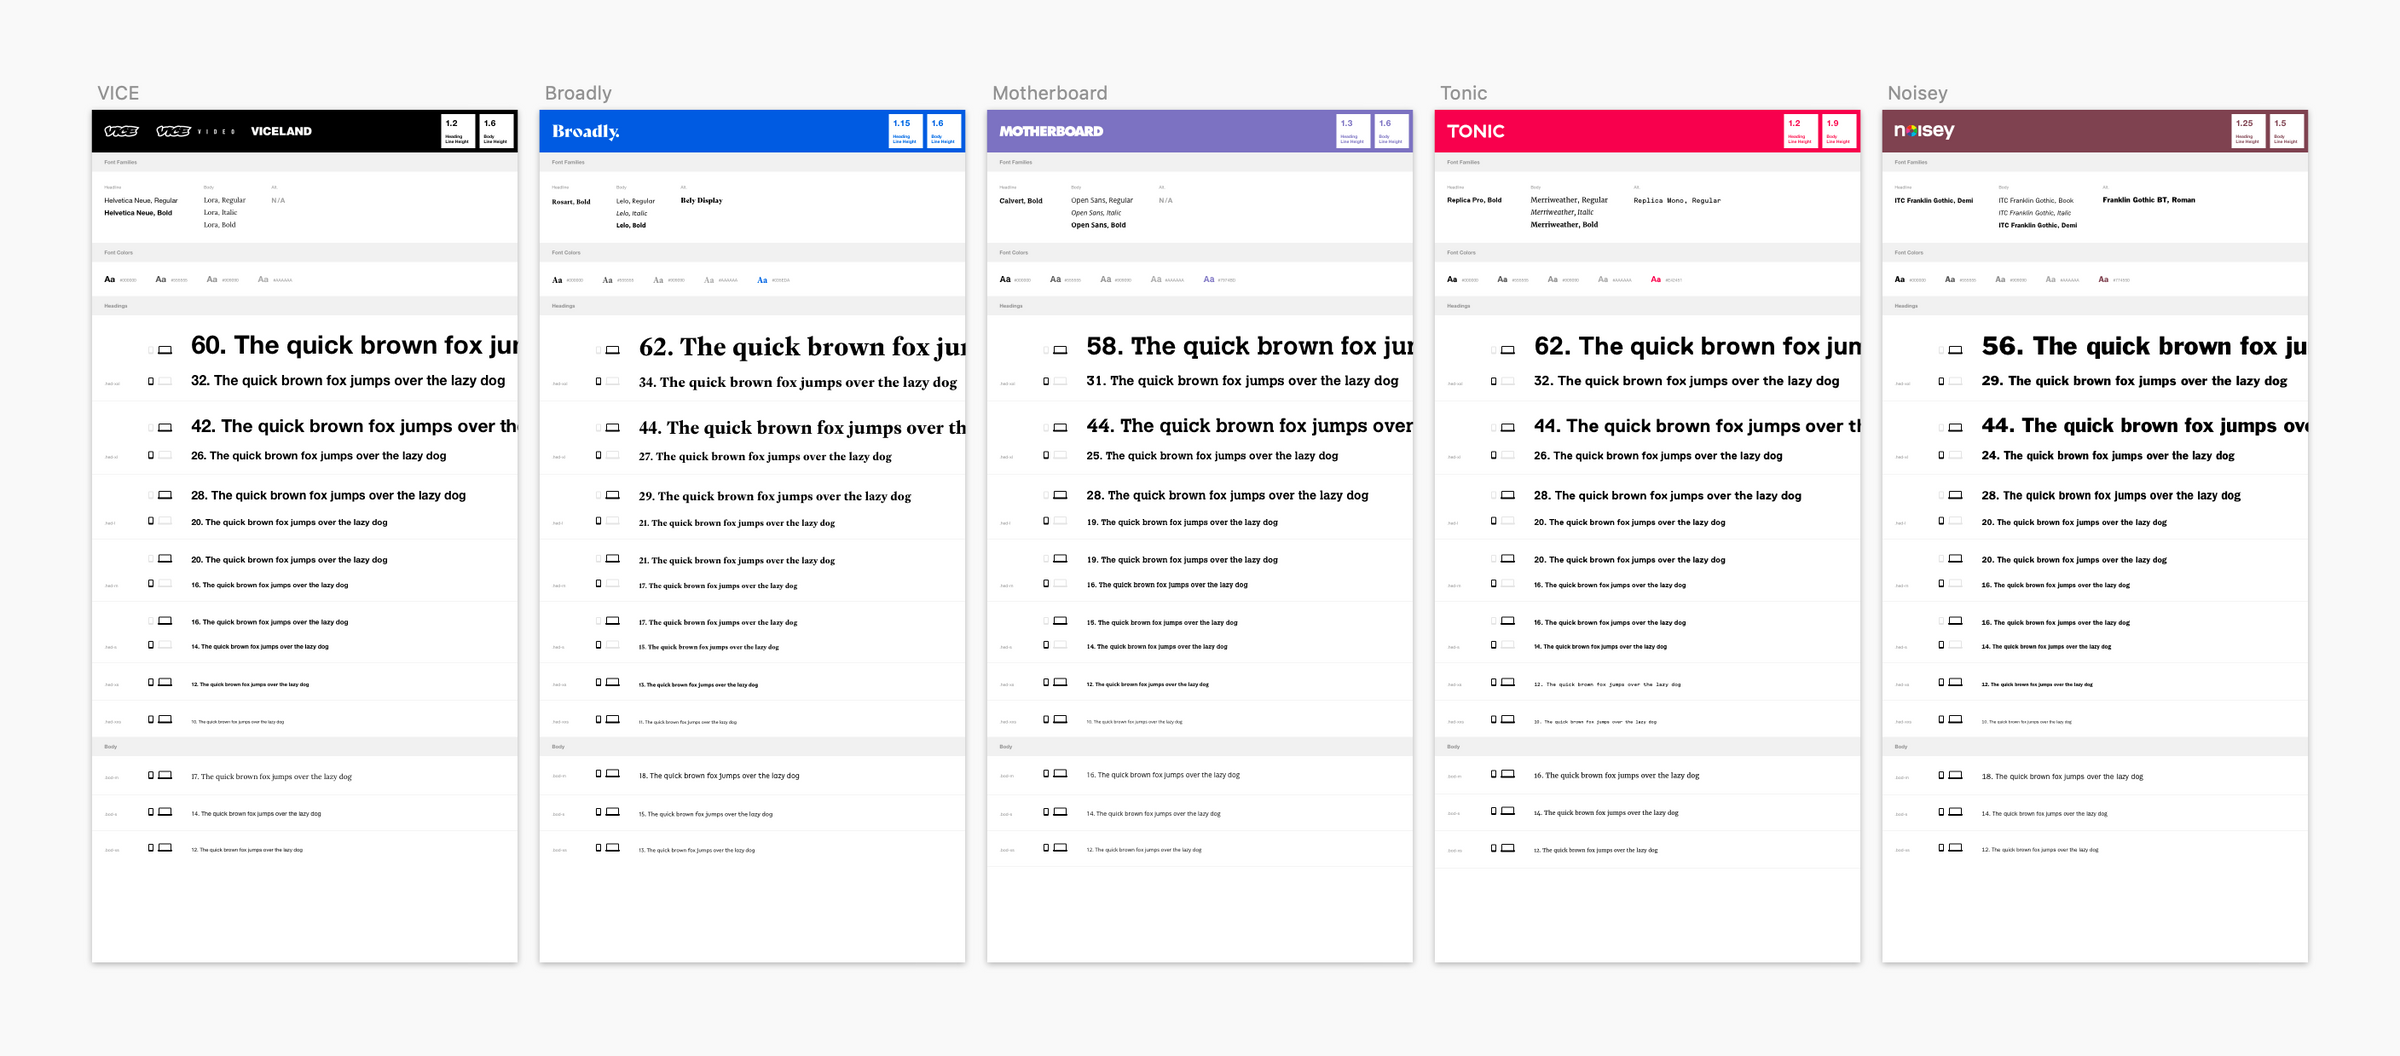 VICE
VICE VICE VIDEO VICELAND
1.2 Heading Line Height
1.6 Body Line Height
Font Families
Headline
Helvetica Neue, Regular
Helvetica Neue, Bold
Body
Lora, Regular
Lora, Italic
Lora, Bold
Alt
N/A
Font Colors
Aa Aa Aa Aa
Headings
60. The quick brown fox jum
32. The quick brown fox jumps over the lazy dog
42. The quick brown fox jumps over th
26. The quick brown fox jumps over the lazy dog
28. The quick brown fox jumps over the lazy dog
20. The quick brown fox jumps over the lazy dog
20. The quick brown fox jumps over the lazy dog
16. The quick brown fox jumps over the lazy dog
16. The quick brown fox jumps over the lazy dog
14. The quick brown fox jumps over the lazy dog
12. The quick brown fox jumps over the lazy dog
10. The quick brown fox jumps over the lazy dog
Body
17. The quick brown fox jumps over the lazy dog
14. The quick brown fox jumps over the lazy dog
12. The quick brown fox jumps over the lazy dog
Broadly
Broadly.
1.15 Heading Line Height
1.6 Body Line Height
Font Families
Headline
Rosart, Bold
Body
Lelo, Regular
Lelo, Italic
Lelo, Bold
Alt
Bely Display
Font Colors
Aa Aa Aa Aa Aa
Headings
62. The quick brown fox jum
34. The quick brown fox jumps over the lazy dog
44. The quick brown fox jumps over th
27. The quick brown fox jumps over the lazy dog
29. The quick brown fox jumps over the lazy dog
21. The quick brown fox jumps over the lazy dog
21. The quick brown fox jumps over the lazy dog
17. The quick brown fox jumps over the lazy dog
17. The quick brown fox jumps over the lazy dog
15. The quick brown fox jumps over the lazy dog
13. The quick brown fox jumps over the lazy dog
11. The quick brown fox jumps over the lazy dog
Body
18. The quick brown fox jumps over the lazy dog
15. The quick brown fox jumps over the lazy dog
13. The quick brown fox jumps over the lazy dog
Motherboard
MOTHERBOARD
1.3 Heading Line Height
1.6 Body Line Height
Font Families
Headline
Calvert, Bold
Body
Open Sans, Regular
Open Sans, Italic
Open Sans, Bold
Alt
N/A
Font Colors
Aa Aa Aa Aa Aa
Headings
58. The quick brown fox jum
31. The quick brown fox jumps over the lazy dog
44. The quick brown fox jumps over
25. The quick brown fox jumps over the lazy dog
28. The quick brown fox jumps over the lazy dog
19. The quick brown fox jumps over the lazy dog
19. The quick brown fox jumps over the lazy dog
16. The quick brown fox jumps over the lazy dog
15. The quick brown fox jumps over the lazy dog
14. The quick brown fox jumps over the lazy dog
12. The quick brown fox jumps over the lazy dog
10. The quick brown fox jumps over the lazy dog
Body
16. The quick brown fox jumps over the lazy dog
14. The quick brown fox jumps over the lazy dog
12. The quick brown fox jumps over the lazy dog
Tonic
TONIC
1.2 Heading Line Height
1.9 Body Line Height
Font Families
Headline
Replica Pro, Bold
Body
Merriweather, Regular
Merriweather, Italic
Merriweather, Bold
Alt
Replica Mono, Regular
Font Colors
Aa Aa Aa Aa Aa
Headings
62. The quick brown fox jum
32. The quick brown fox jumps over the lazy dog
44. The quick brown fox jumps over th
26. The quick brown fox jumps over the lazy dog
28. The quick brown fox jumps over the lazy dog
20. The quick brown fox jumps over the lazy dog
20. The quick brown fox jumps over the lazy dog
16. The quick brown fox jumps over the lazy dog
16. The quick brown fox jumps over the lazy dog
14. The quick brown fox jumps over the lazy dog
12. The quick brown fox jumps over the lazy dog
10. The quick brown fox jumps over the lazy dog
Body
16. The quick brown fox jumps over the lazy dog
14. The quick brown fox jumps over the lazy dog
12. The quick brown fox jumps over the lazy dog
Noisey
noisey
1.25 Heading Line Height
1.5 Body Line Height
Font Families
Headline
ITC Franklin Gothic, Demi
Body
ITC Franklin Gothic, Book
ITC Franklin Gothic, Italic
ITC Franklin Gothic, Demi
Alt
Franklin Gothic BT, Roman
Font Colors
Aa Aa Aa Aa Aa
Headings
56. The quick brown fox ju
29. The quick brown fox jumps over the lazy dog
44. The quick brown fox jumps ove
24. The quick brown fox jumps over the lazy dog
28. The quick brown fox jumps over the lazy dog
20. The quick brown fox jumps over the lazy dog
20. The quick brown fox jumps over the lazy dog
16. The quick brown fox jumps over the lazy dog
16. The quick brown fox jumps over the lazy dog
14. The quick brown fox jumps over the lazy dog
12. The quick brown fox jumps over the lazy dog
10. The quick brown fox jumps over the lazy dog
Body
18. The quick brown fox jumps over the lazy dog
14. The quick brown fox jumps over the lazy dog
12. The quick brown fox jumps over the lazy dog